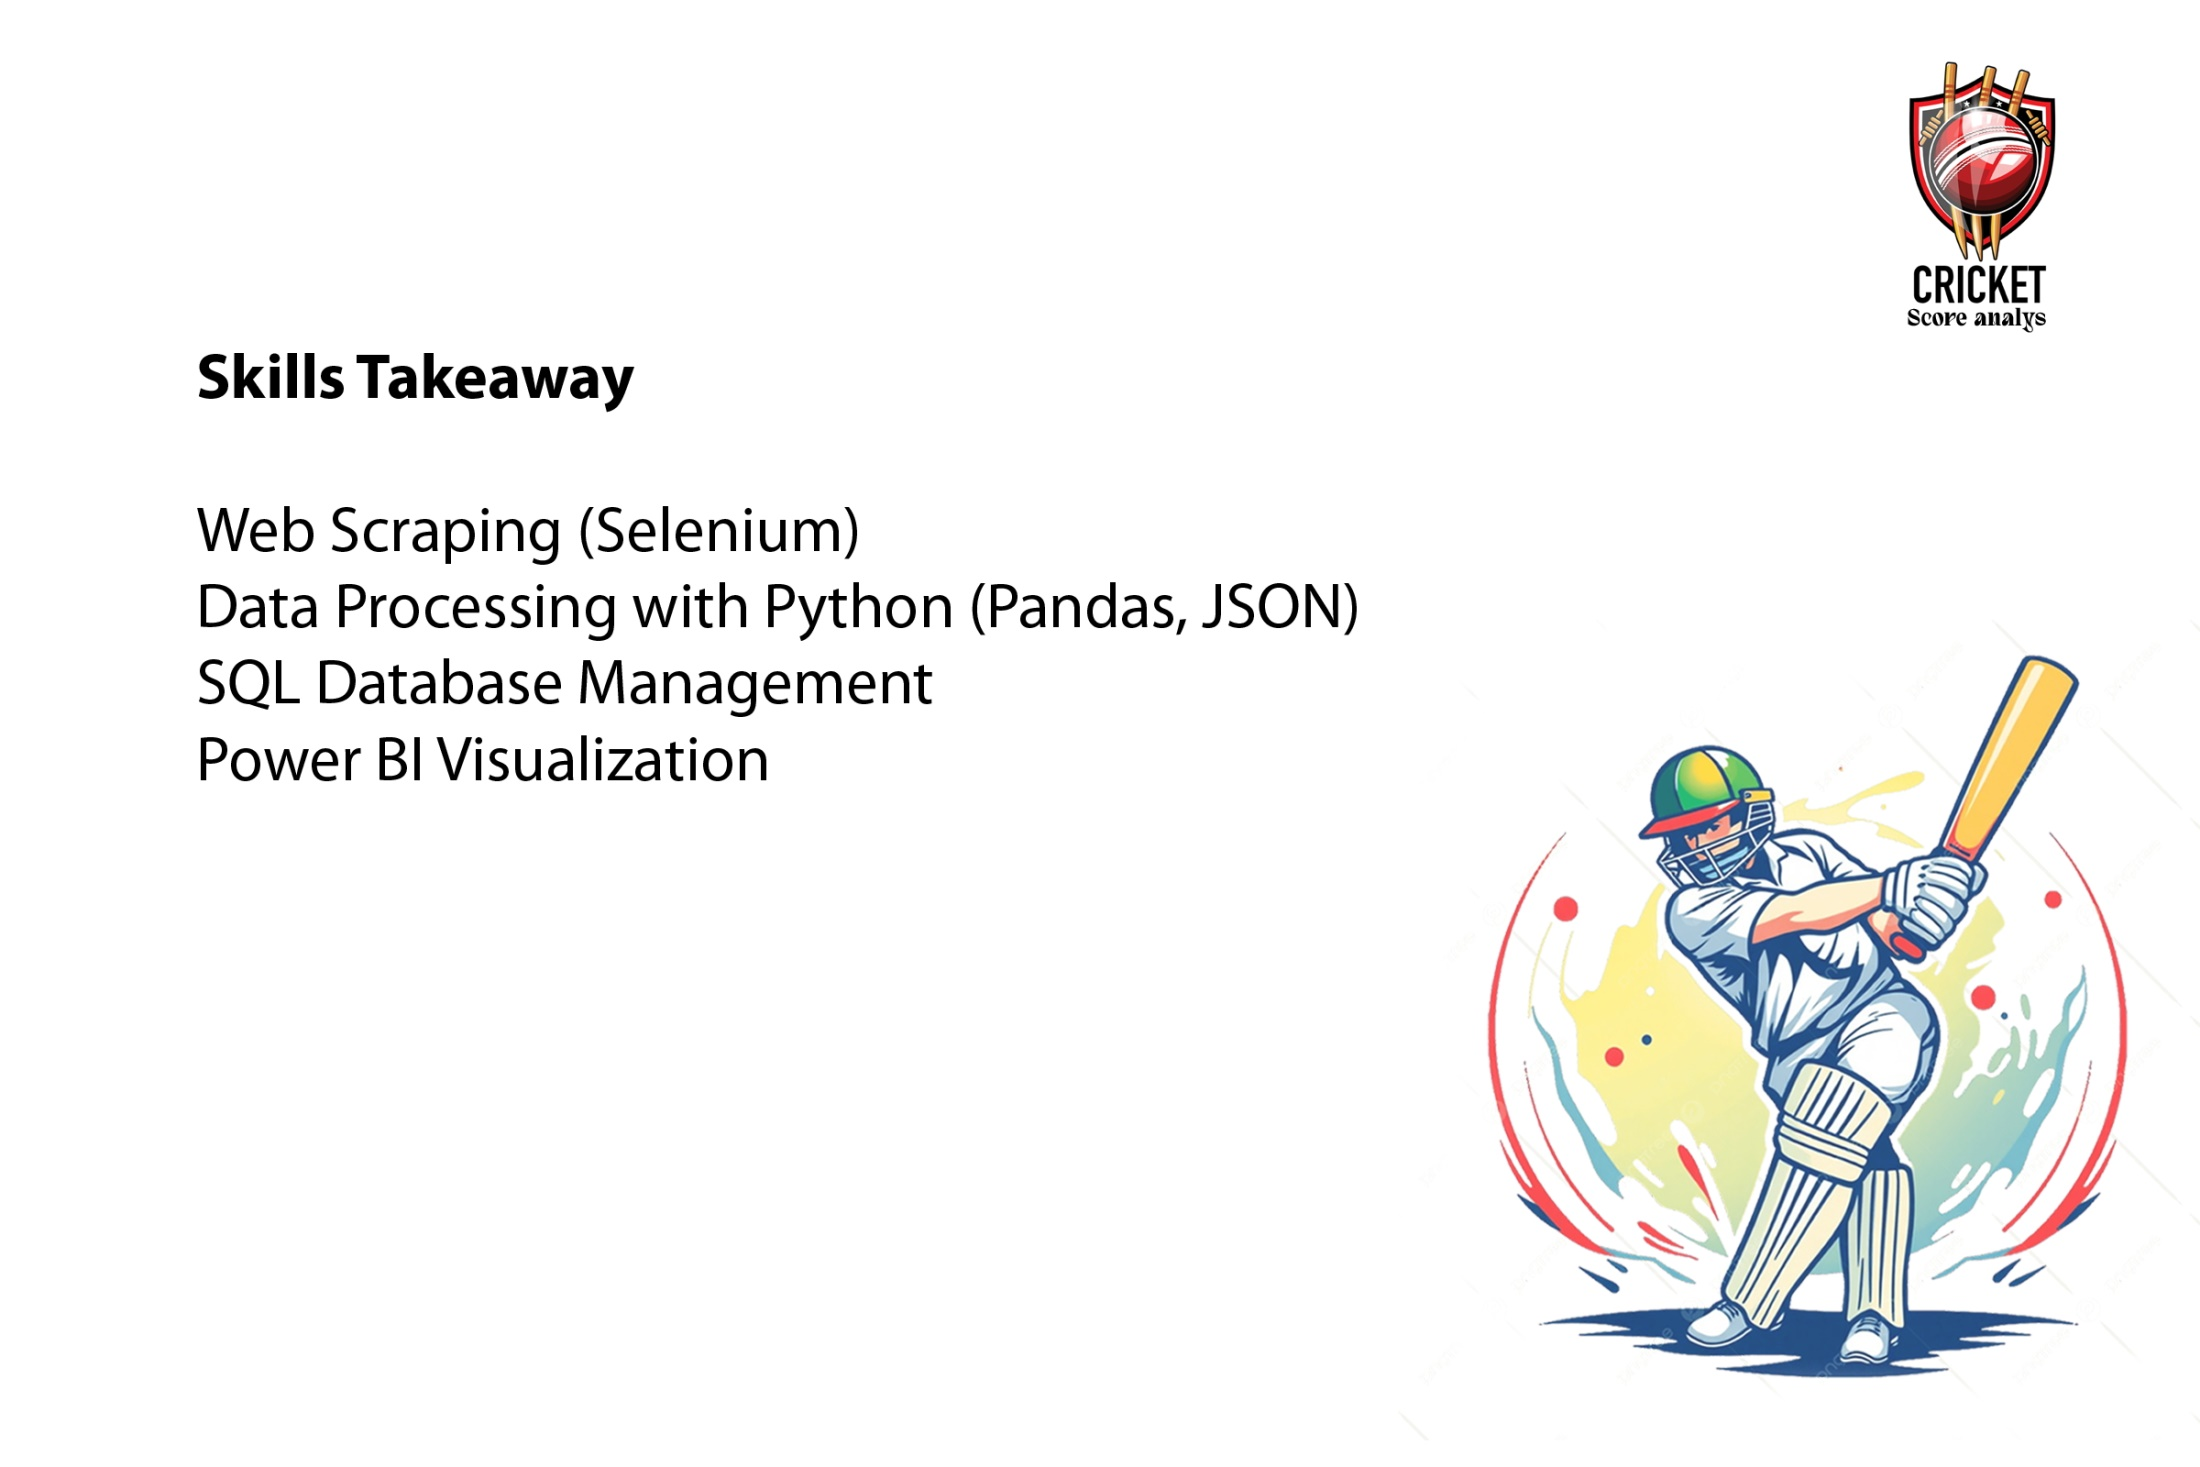 CRICKET
Score analys
Skills Takeaway
Web Scraping (Selenium)
Data Processing with Python (Pandas, JSON)
SQL Database Management
Power BI Visualization